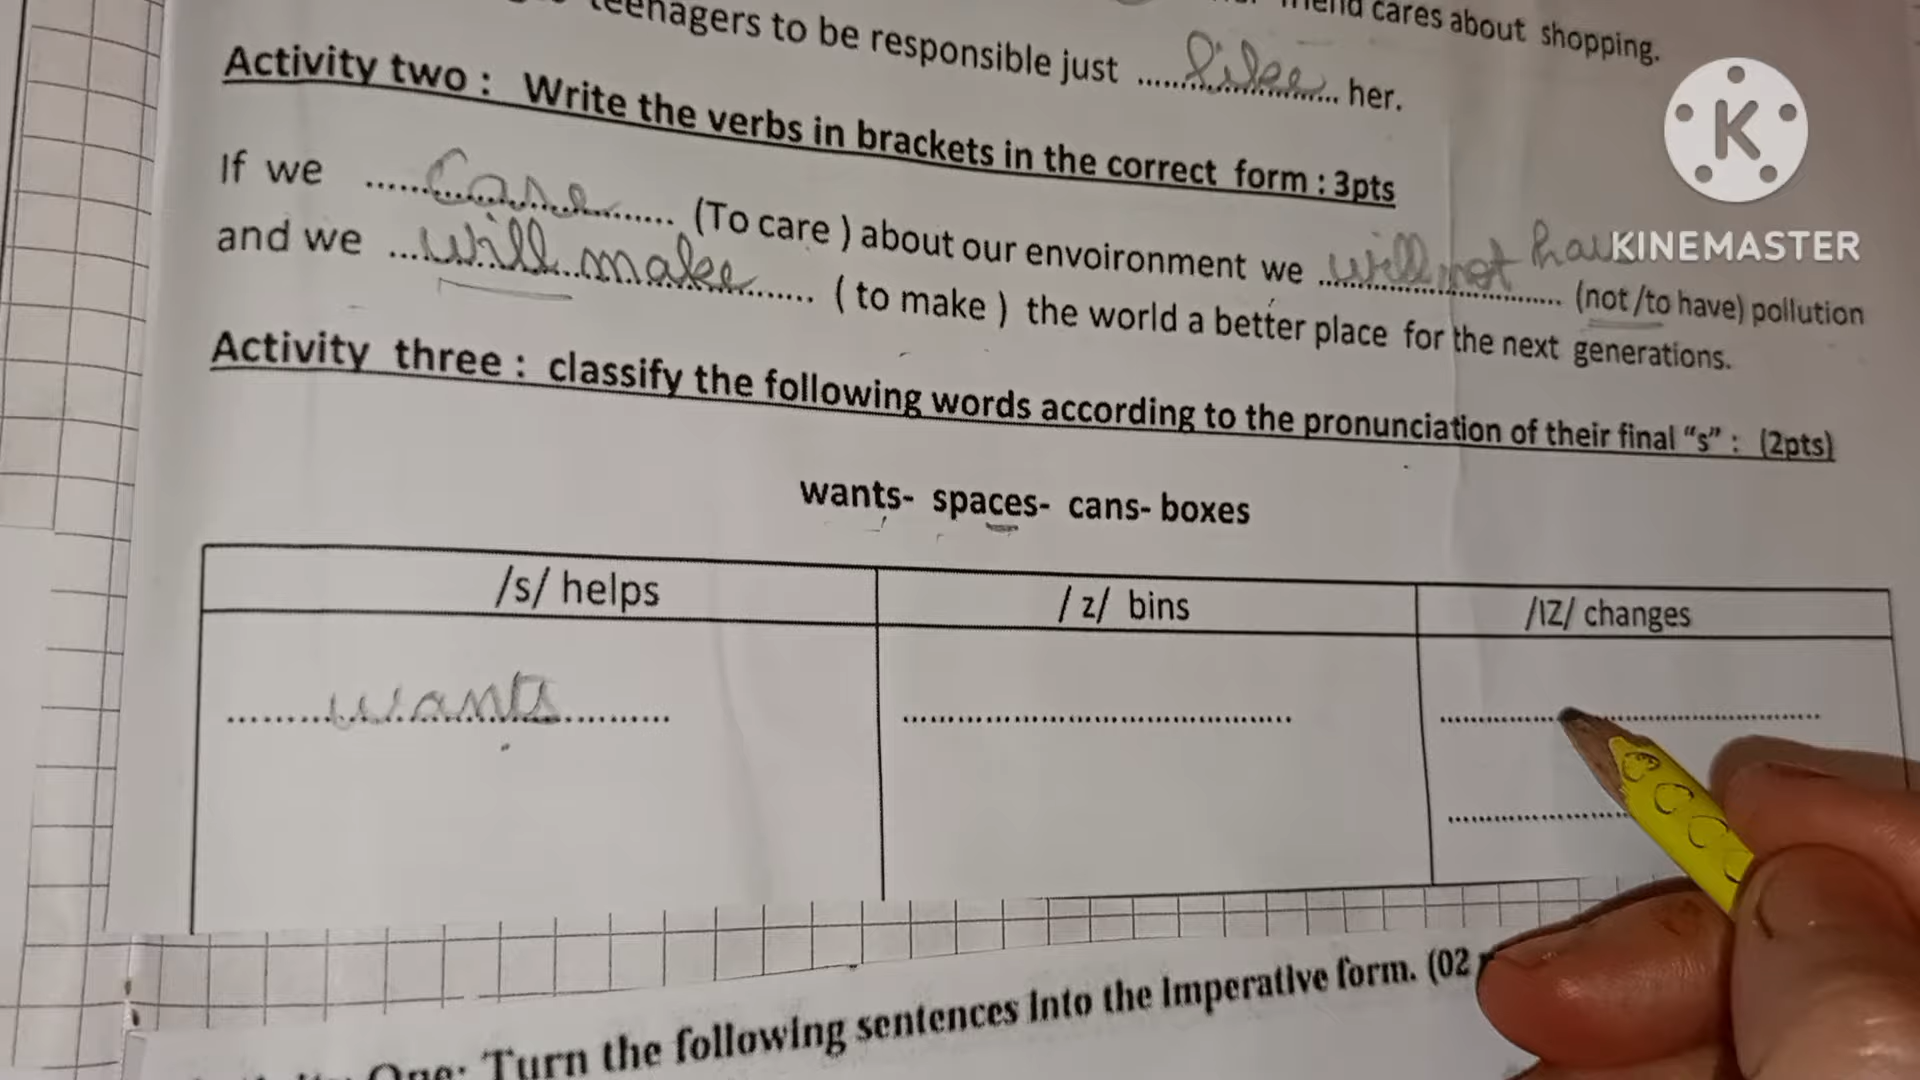 friend cares about shopping.
teenagers to be responsible just ......like...... her.
Activity two : Write the verbs in brackets in the correct form : 3pts
If we ......Care...... (To care ) about our envoironment we ......will not have...... (not /to have) pollution
and we ...will make...... ( to make ) the world a better place for the next generations.
Activity three : classify the following words according to the pronunciation of their final “s” : (2pts)
wants- spaces- cans- boxes
/s/ helps
/ z/ bins
/IZ/ changes
wants
One: Turn the following sentences into the imperative form. (02
K
KINEMASTER